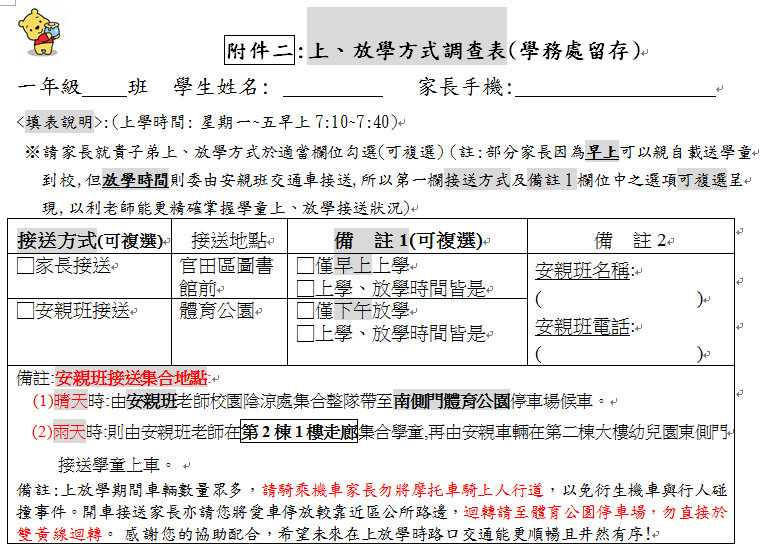 附件二:上、放學方式調查表(學務處留存)
一年級____班 學生姓名: _________ 家長手機:__________________
<填表說明>:(上學時間: 星期一~五早上 7:10~7:40)
※請家長就貴子弟上、放學方式於適當欄位勾選(可複選) (註:部分家長因為早上可以親自載送學童
到校,但放學時間則委由安親班交通車接送,所以第一欄接送方式及備註1欄位中之選項可複選呈
現,以利老師能更精確掌握學童上、放學接送狀況)
接送方式(可複選) 接送地點 備 註 1(可複選) 備 註 2
□家長接送 官田區圖書館前 □僅早上上學
□上學、放學時間皆是
□安親班接送 體育公園 □僅下午放學
□上學、放學時間皆是
安親班名稱:
( )
安親班電話:
( )
備註:安親班接送集合地點:
(1)晴天時:由安親班老師校園陰涼處集合整隊帶至南側門體育公園停車場候車。
(2)雨天時:則由安親班老師在第2棟1樓走廊集合學童,再由安親車輛在第二棟大樓幼兒園東側門
接送學童上車。
備註:上放學期間車輛數量眾多,請騎乘機車家長勿將摩托車騎上人行道,以免衍生機車與行人碰
撞事件。開車接送家長亦請您將愛車停放較靠近區公所路邊,迴轉請至體育公園停車場,勿直接於
雙黃線迴轉。 感謝您的協助配合,希望未來在上放學時路口交通能更順暢且井然有序!